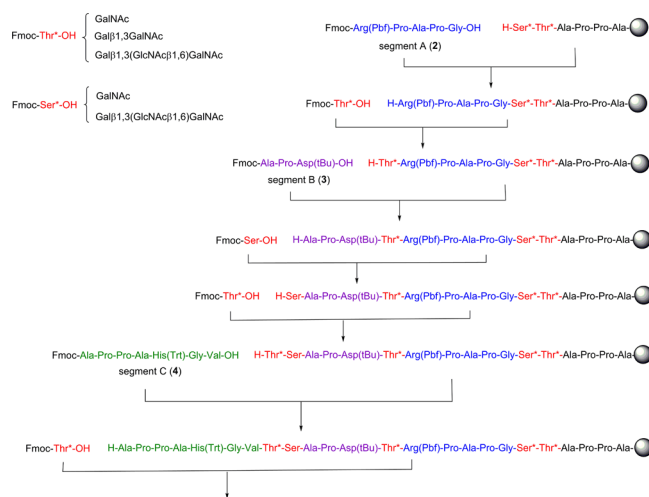 Fmoc-Thr*-OH
GalNAc
Galβ1,3GalNAc
Galβ1,3(GlcNAcβ1,6)GalNAc
Fmoc-Ser*-OH
GalNAc
Galβ1,3(GlcNAcβ1,6)GalNAc
Fmoc-Arg(Pbf)-Pro-Ala-Pro-Gly-OH H-Ser*-Thr*-Ala-Pro-Pro-Ala-
segment A (2)
Fmoc-Thr*-OH H-Arg(Pbf)-Pro-Ala-Pro-Gly-Ser*-Thr*-Ala-Pro-Pro-Ala-
Fmoc-Ala-Pro-Asp(tBu)-OH H-Thr*-Arg(Pbf)-Pro-Ala-Pro-Gly-Ser*-Thr*-Ala-Pro-Pro-Ala-
segment B (3)
Fmoc-Ser-OH H-Ala-Pro-Asp(tBu)-Thr*-Arg(Pbf)-Pro-Ala-Pro-Gly-Ser*-Thr*-Ala-Pro-Pro-Ala-
Fmoc-Thr*-OH H-Ser-Ala-Pro-Asp(tBu)-Thr*-Arg(Pbf)-Pro-Ala-Pro-Gly-Ser*-Thr*-Ala-Pro-Pro-Ala-
Fmoc-Ala-Pro-Pro-Ala-His(Trt)-Gly-Val-OH H-Thr*-Ser-Ala-Pro-Asp(tBu)-Thr*-Arg(Pbf)-Pro-Ala-Pro-Gly-Ser*-Thr*-Ala-Pro-Pro-Ala-
segment C (4)
Fmoc-Thr*-OH H-Ala-Pro-Pro-Ala-His(Trt)-Gly-Val-Thr*-Ser-Ala-Pro-Asp(tBu)-Thr*-Arg(Pbf)-Pro-Ala-Pro-Gly-Ser*-Thr*-Ala-Pro-Pro-Ala-